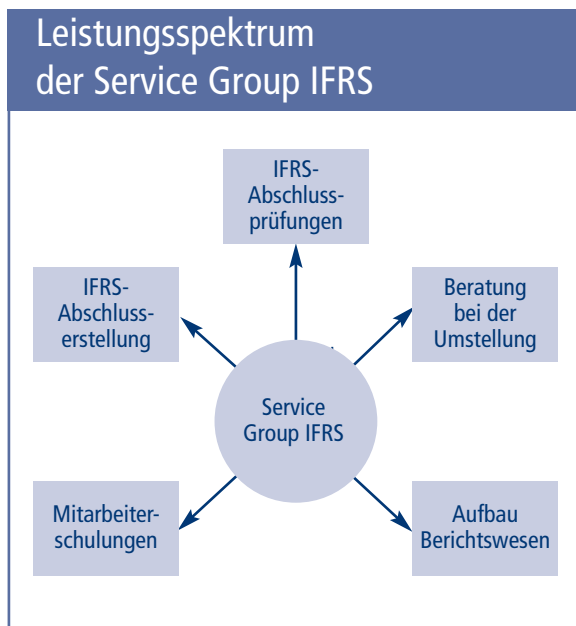 Leistungsspektrum
der Service Group IFRS
IFRS-
Abschluss-
prüfungen
IFRS-
Abschluss-
erstellung
Beratung
bei der
Umstellung
Service
Group IFRS
Mitarbeiter-
schulungen
Aufbau
Berichtswesen